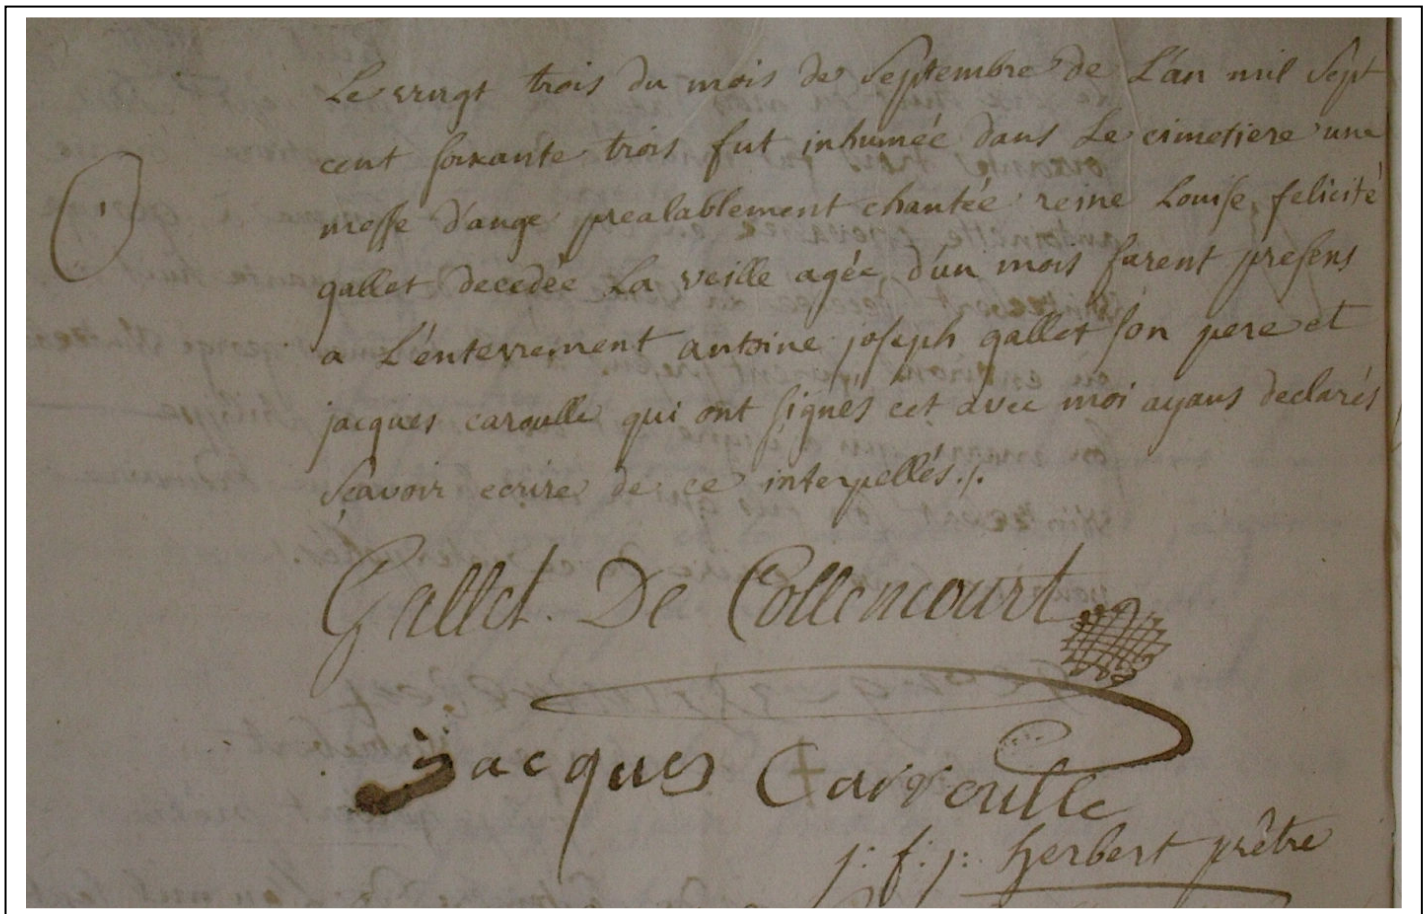 Le vingt trois du mois de Septembre de L'an mil Sept
cent soixante trois fut inhumée dans Le cimetiere une
messe d'ange prealablement chantée reine Louise felicité
gallet decedée La veille agée d'un mois furent presens
a L'enterrement antoine joseph gallet son pere et
jacques caroulle qui ont signés cet avec moi ayans declarés
sçavoir ecrire de ce interpellés ./.
Gallet. De Collencourt
Jacques Carroulle
j: f: j: herbert prêtre